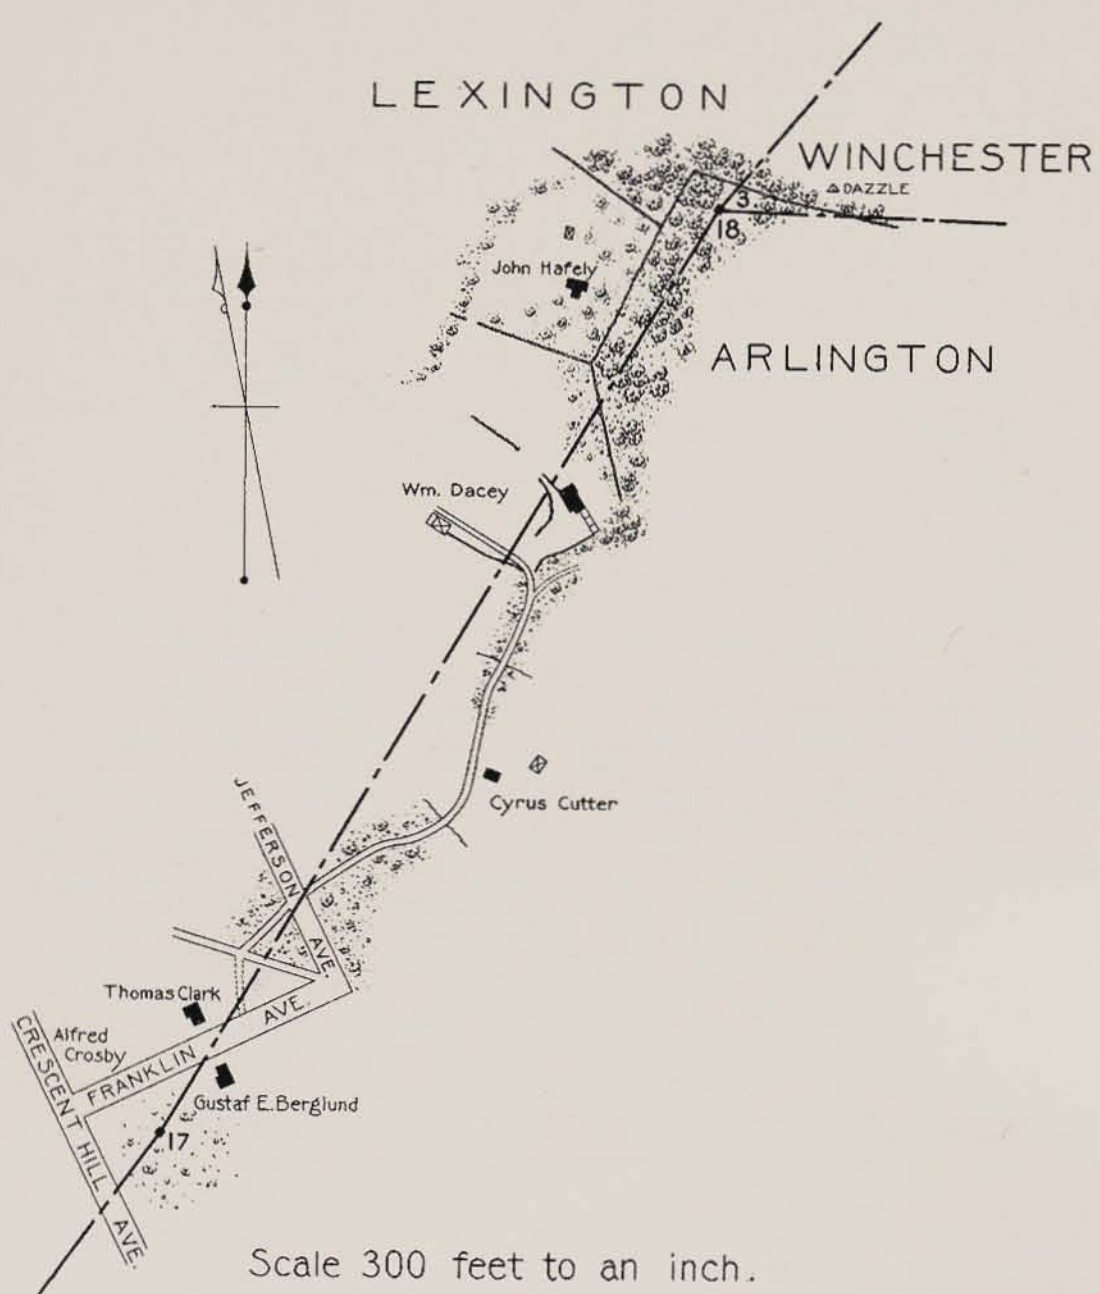 LEXINGTON
WINCHESTER
DAZZLE
3.
18
John Hafely
ARLINGTON
Wm. Dacey
Cyrus Cutter
JEFFERSON AVE.
Thomas Clark
Alfred
Crosby
FRANKLIN AVE.
CRESCENT HILL AVE.
Gustaf E. Berglund
17
Scale 300 feet to an inch.